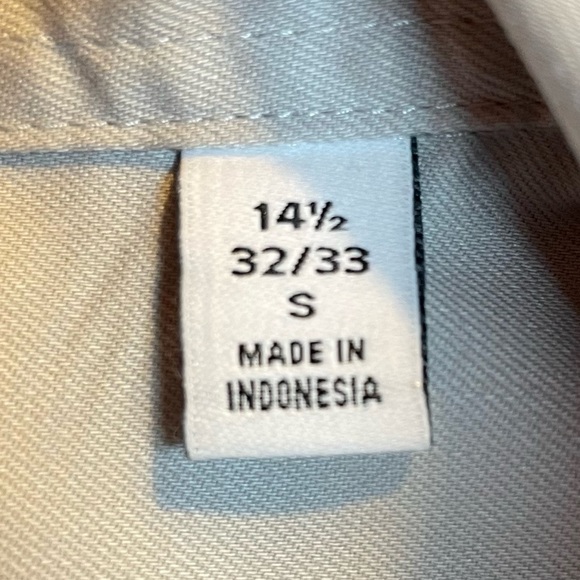 14½
32/33
S
MADE IN
INDONESIA